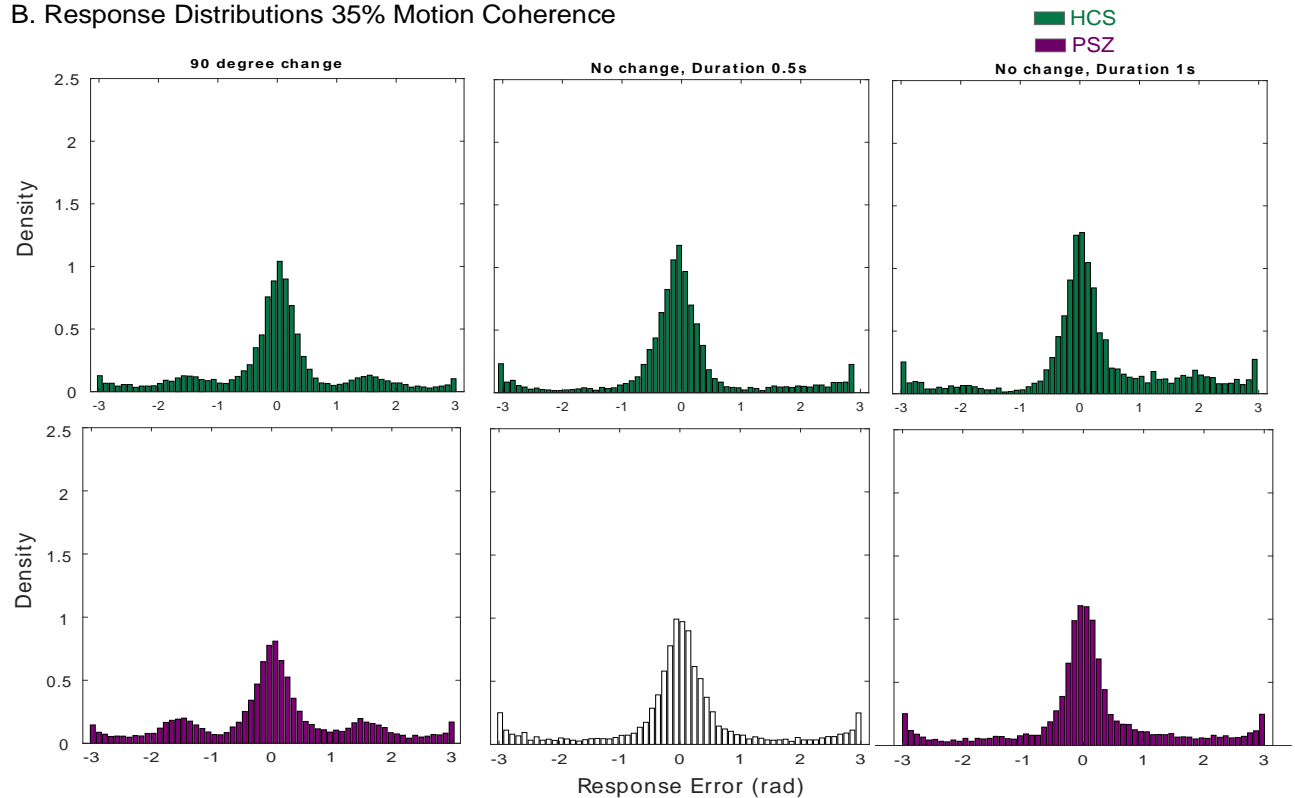 B. Response Distributions 35% Motion Coherence
HCS
PSZ
90 degree change
No change, Duration 0.5s
No change, Duration 1s
2.5
2
1.5
1
0.5
0
Density
-3 -2 -1 0 1 2 3
-3 -2 -1 0 1 2 3
-3 -2 -1 0 1 2 3
2.5
2
1.5
1
0.5
0
Density
-3 -2 -1 0 1 2 3
-3 -2 -1 0 1 2 3
-3 -2 -1 0 1 2 3
Response Error (rad)